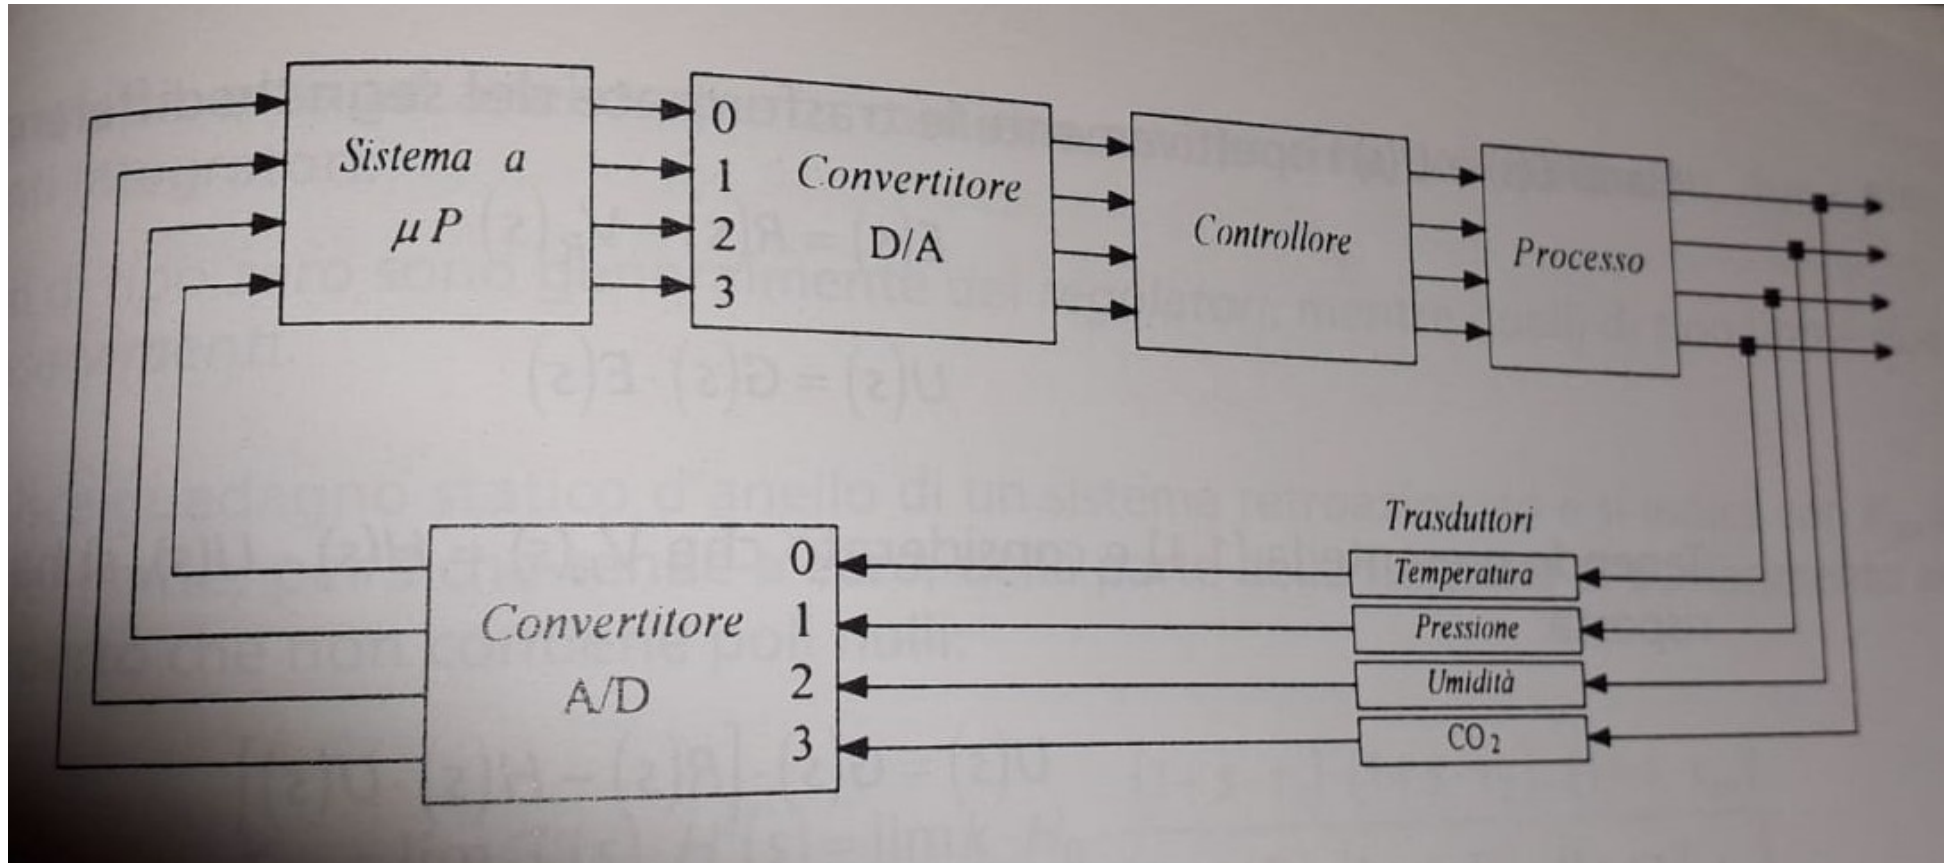 Sistema a
μP
0
1
2
3
Convertitore
D/A
Controllore
Processo
Trasduttori
Temperatura
Pressione
Umidità
CO₂
Convertitore
A/D
0
1
2
3
U(s) = G(s) · E(s)